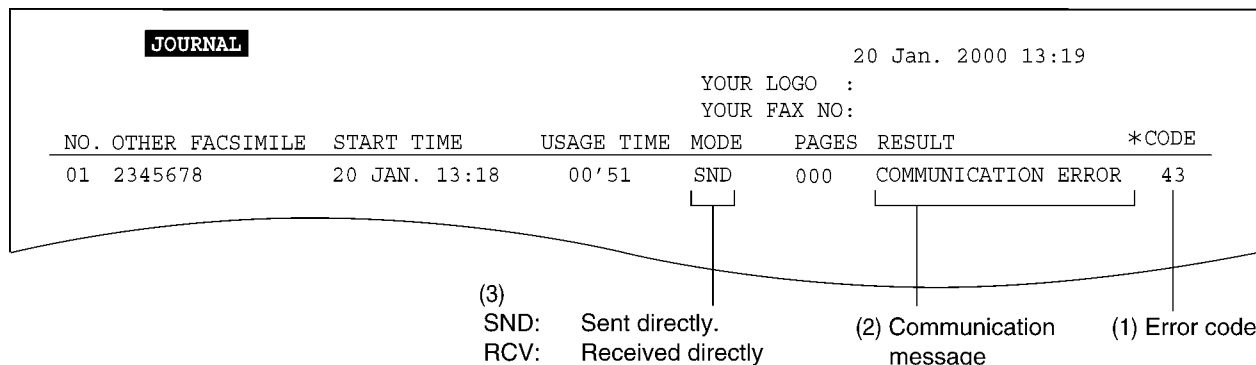 JOURNAL
20 Jan. 2000 13:19
YOUR LOGO :
YOUR FAX NO:
NO. OTHER FACSIMILE START TIME USAGE TIME MODE PAGES RESULT *CODE
01 2345678 20 JAN. 13:18 00'51 SND 000 COMMUNICATION ERROR 43
(3)
SND: Sent directly.
RCV: Received directly
(2) Communication
message
(1) Error code